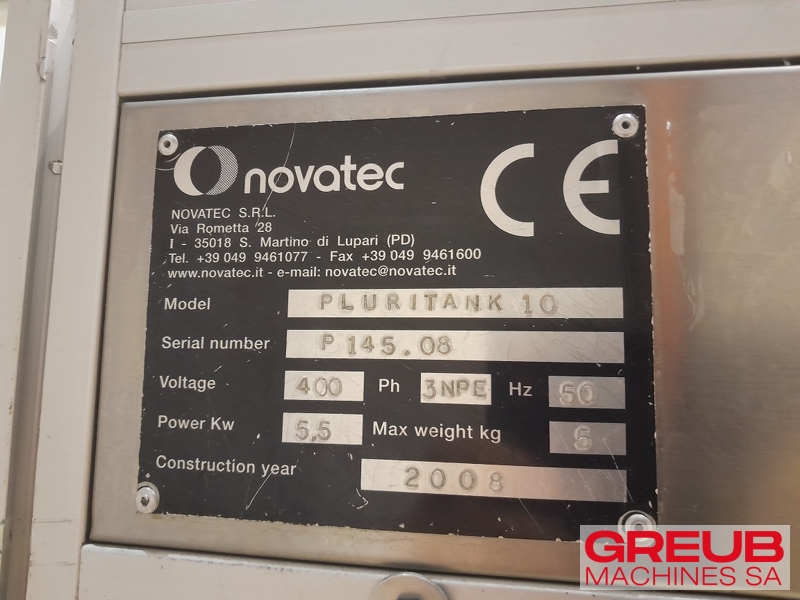 novatec
CE
NOVATEC S.R.L.
Via Rometta 28
I - 35018 S. Martino di Lupari (PD)
Tel. +39 049 9461077 - Fax +39 049 9461600
www.novatec.it - e-mail: novatec@novatec.it
Model PLURITANK 10
Serial number P 145.08
Voltage 400 Ph 3NPE Hz 50
Power Kw 5,5 Max weight kg 6
Construction year 2008
GREUB
MACHINES SA